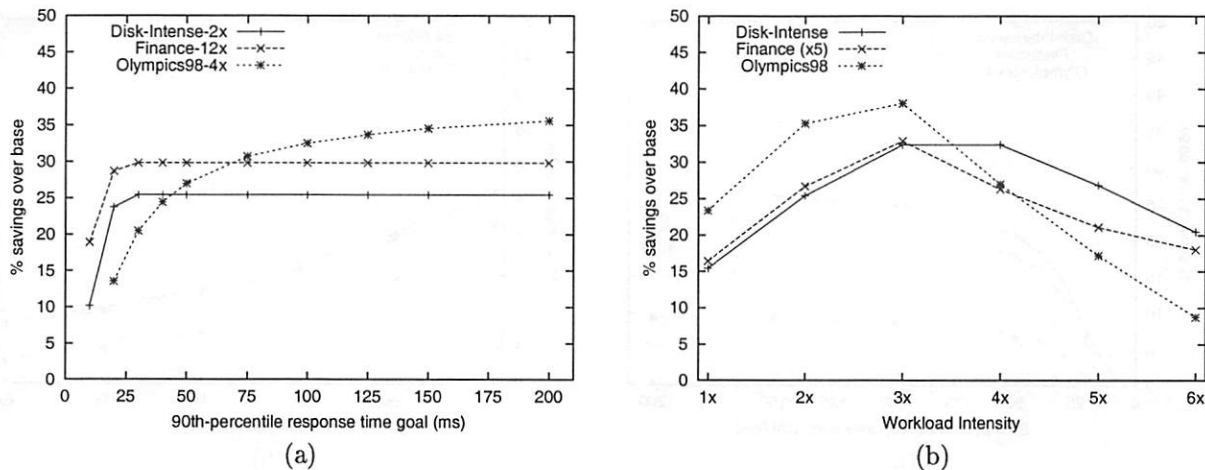 50
45
40
35
30
25
20
15
10
5
0
% savings over base
Disk-Intense-2x
Finance-12x
Olympics98-4x
0 25 50 75 100 125 150 175 200
90th-percentile response time goal (ms)
(a)
50
45
40
35
30
25
20
15
10
5
0
% savings over base
Disk-Intense
Finance (x5)
Olympics98
1x 2x 3x 4x 5x 6x
Workload Intensity
(b)